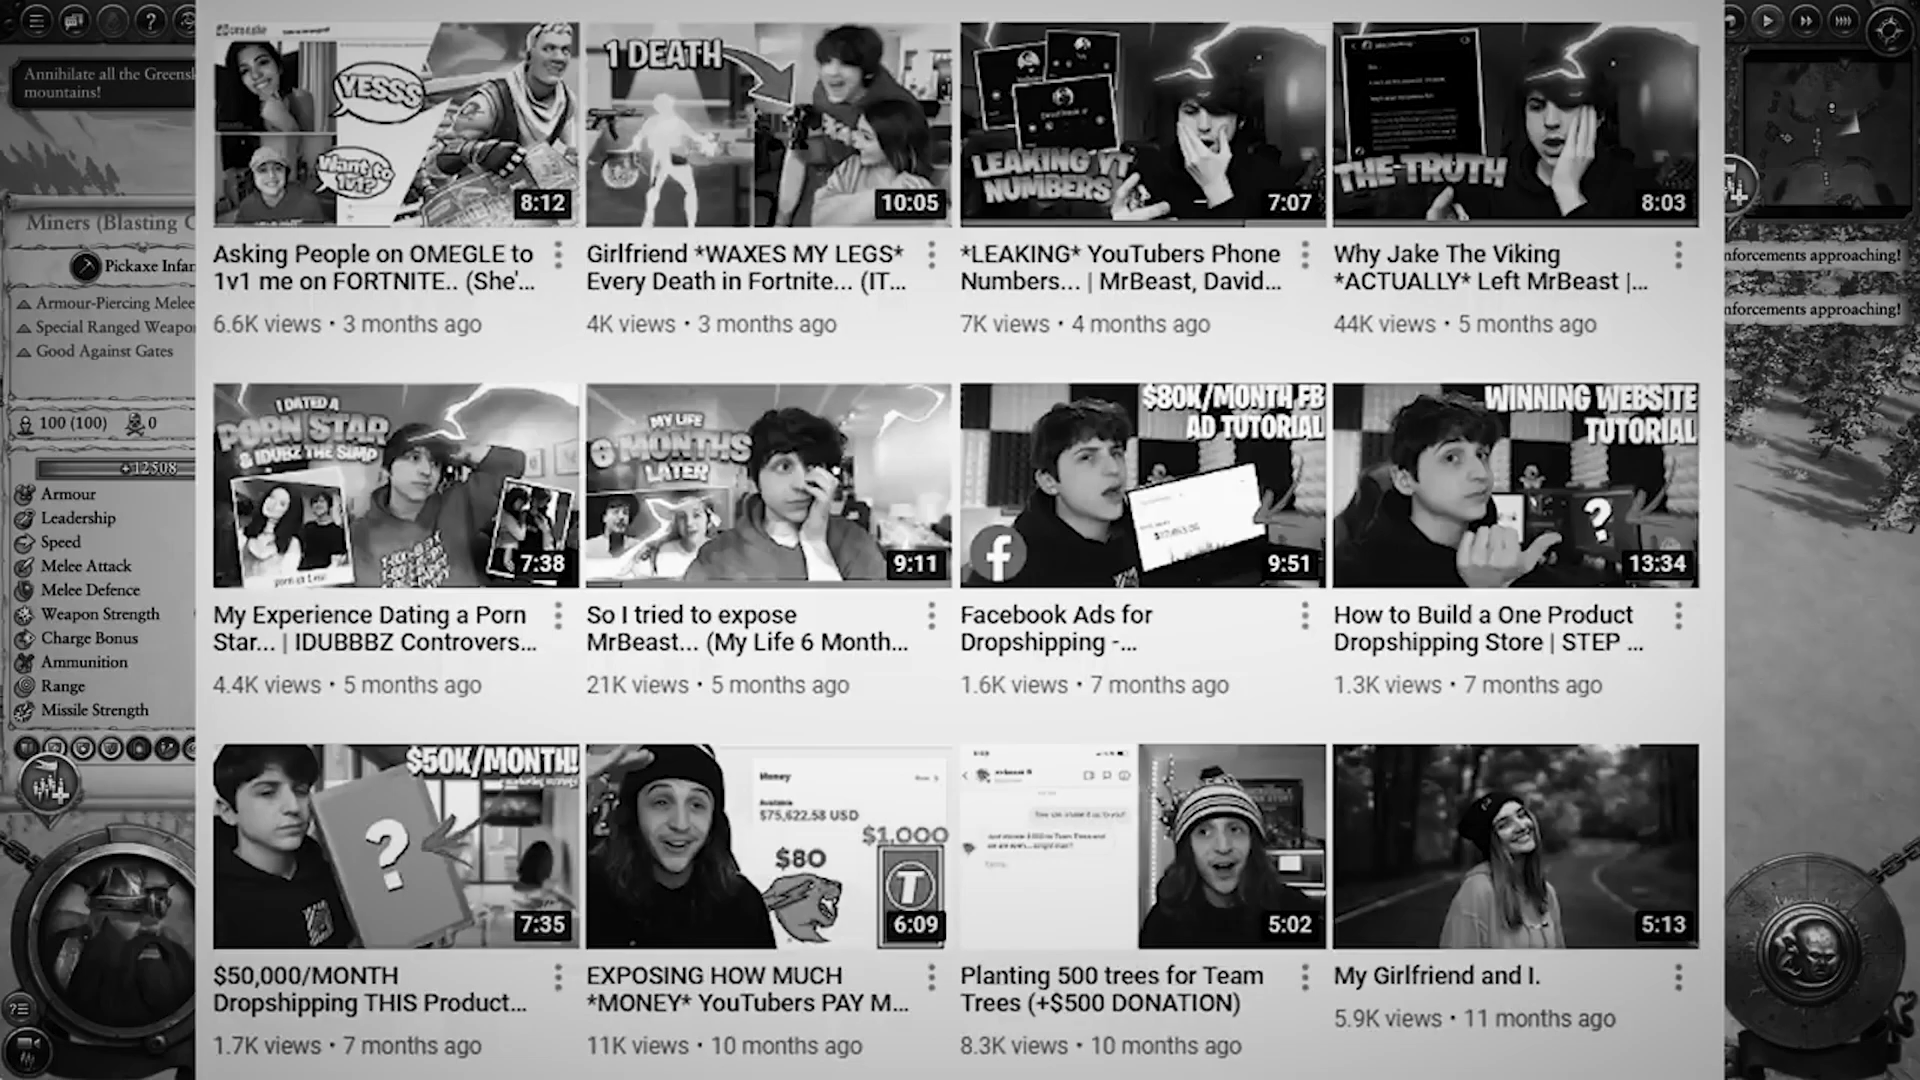 Annihilate all the Greensk
mountains!
Miners (Blasting C
Pickaxe Infan
Armour-Piercing Melee
Special Ranged Weapo
Good Against Gates
100 (100)
0
+12508
Armour
Leadership
Speed
Melee Attack
Melee Defence
Weapon Strength
Charge Bonus
Ammunition
Range
Missile Strength
YESSS
Want to
1v1?
8:12
Asking People on OMEGLE to
1v1 me on FORTNITE.. (She'...
6.6K views • 3 months ago
1 DEATH
10:05
Girlfriend *WAXES MY LEGS*
Every Death in Fortnite... (IT...
4K views • 3 months ago
LEAKING YT
NUMBERS
7:07
*LEAKING* YouTubers Phone
Numbers... | MrBeast, David...
7K views • 4 months ago
THE TRUTH
8:03
Why Jake The Viking
*ACTUALLY* Left MrBeast |...
44K views • 5 months ago
I DATED A
PORN STAR
& IDUBZ THE SIMP
7:38
My Experience Dating a Porn
Star... | IDUBBBZ Controvers...
4.4K views • 5 months ago
MY LIFE
6 MONTHS
LATER
9:11
So I tried to expose
MrBeast... (My Life 6 Month...
21K views • 5 months ago
$80K/MONTH FB
AD TUTORIAL
f
9:51
Facebook Ads for
Dropshipping -...
1.6K views • 7 months ago
WINNING WEBSITE
TUTORIAL
?
13:34
How to Build a One Product
Dropshipping Store | STEP ...
1.3K views • 7 months ago
$50K/MONTH!
?
7:35
$50,000/MONTH
Dropshipping THIS Product...
1.7K views • 7 months ago
Money
Available
$75,622.58 USD
$1,000
$80
T
6:09
EXPOSING HOW MUCH
*MONEY* YouTubers PAY M...
11K views • 10 months ago
5:02
Planting 500 trees for Team
Trees (+$500 DONATION)
8.3K views • 10 months ago
5:13
My Girlfriend and I.
5.9K views • 11 months ago
nforcements approaching!
nforcements approaching!